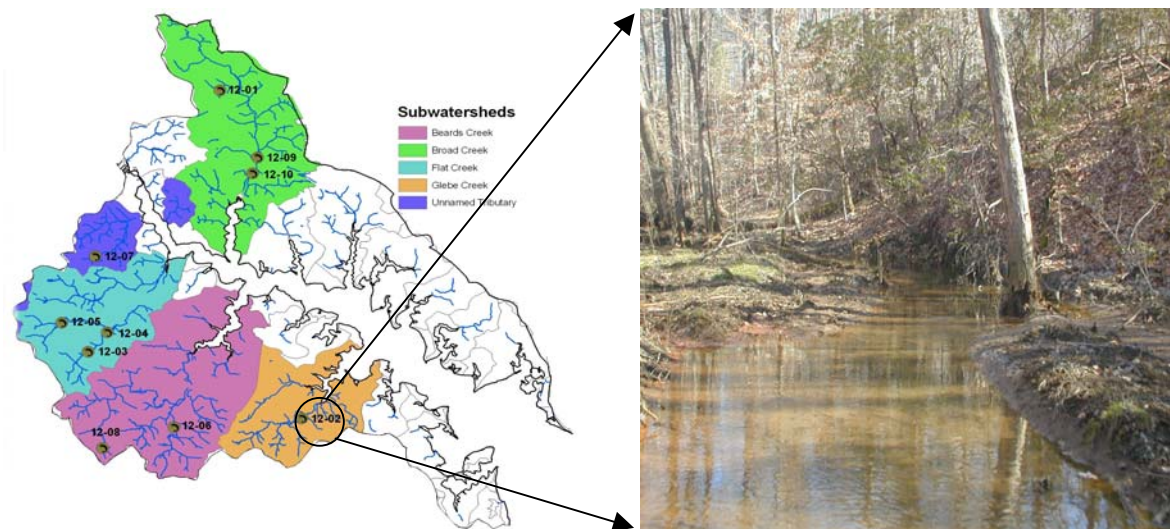 12-01
Subwatersheds
Beards Creek
Broad Creek
Flat Creek
Glebe Creek
Unnamed Tributary
12-09
12-10
12-07
12-05
12-04
12-03
12-02
12-06
12-08